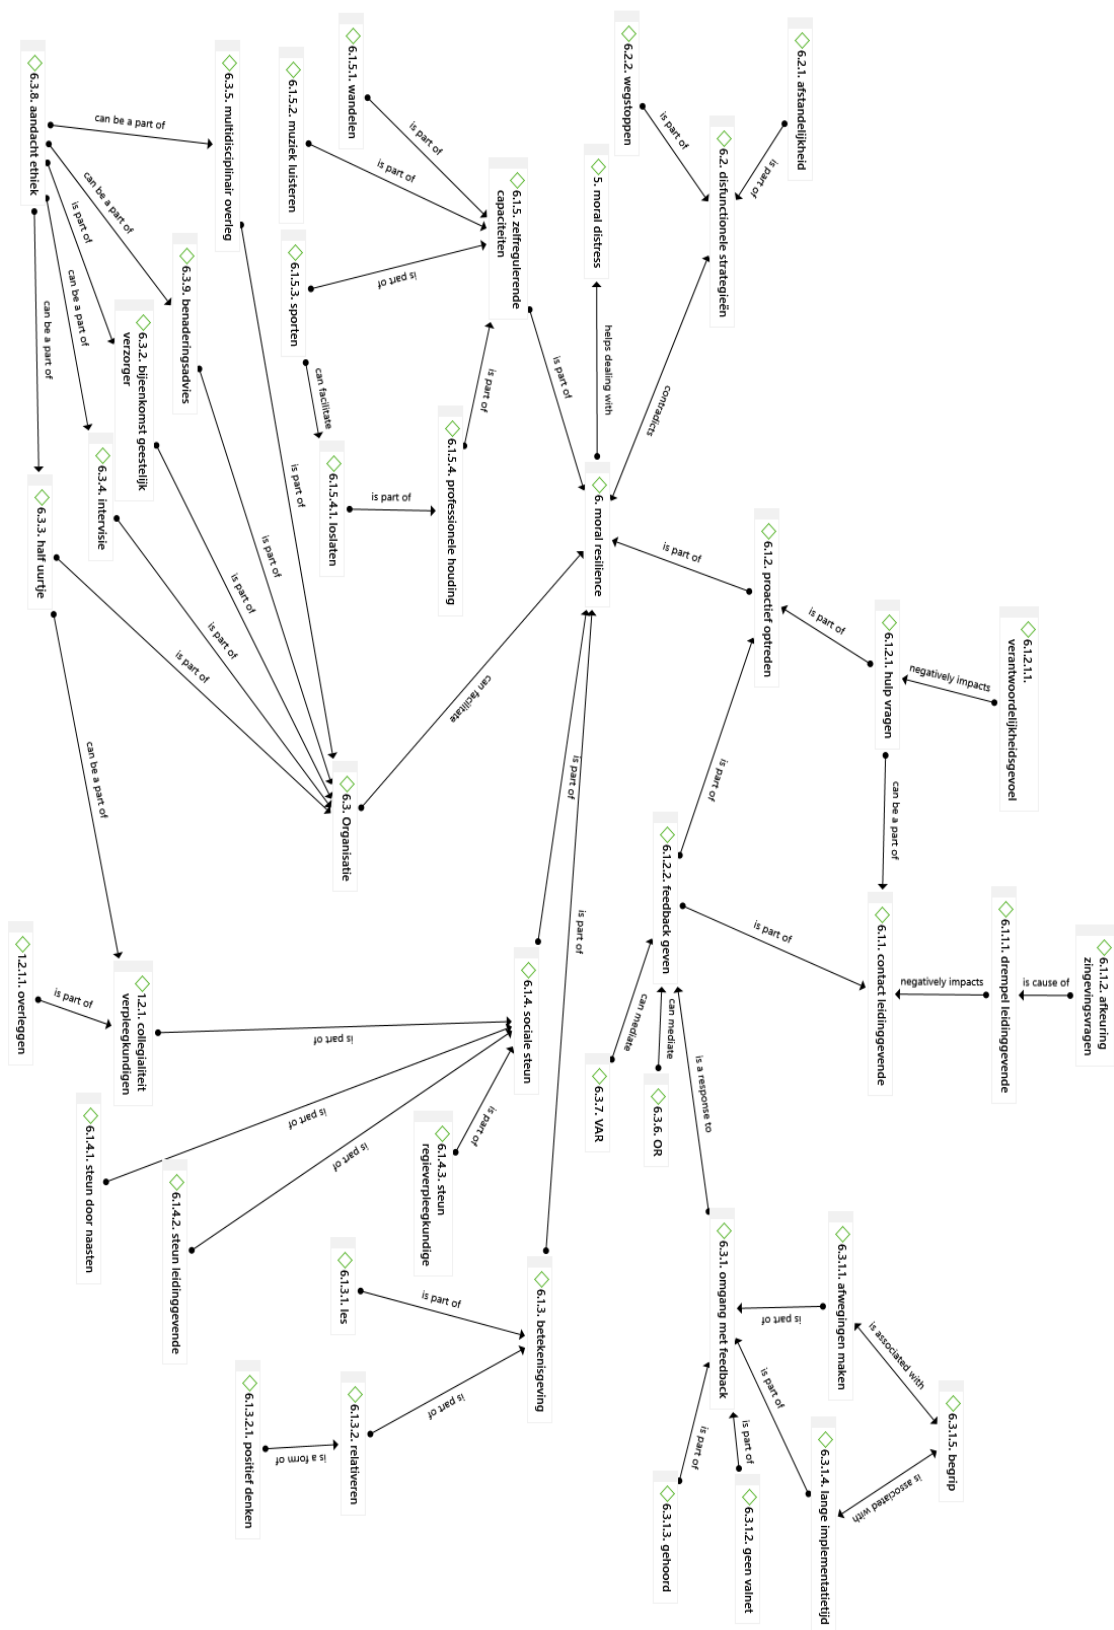 6.1.1.2. afkeuring
zingevingsvragen
is cause of
6.1.1.1. drempel leidinggevende
negatively impacts
6.1.1. contact leidinggevende
6.1.2.1.1.
verantwoordelijkheidsgevoel
negatively impacts
6.1.2.1. hulp vragen
can be a part of
is part of
6.1.2. proactief optreden
is part of
is part of
6.1.2.2. feedback geven
is part of
can mediate
can mediate
is a response to
6.3.7. VAR
6.3.6. OR
6.3.1.5. begrip
is associated with
is associated with
6.3.1.1. afwegingen maken
6.3.1.4. lange implementatietijd
is part of
is part of
6.3.1. omgang met feedback
is part of
is part of
6.3.1.2. geen valnet
6.3.1.3. gehoord
6.2.1. afstandelijkheid
is part of
6.2. disfunctionele strategieën
6.2.2. wegstoppen
is part of
contradicts
5. moral distress
helps dealing with
6. moral resilience
is part of
can facilitate
is part of
is part of
6.1.5. zelfregulerende
capaciteiten
6.1.5.1. wandelen
is part of
6.1.5.2. muziek luisteren
is part of
6.1.5.3. sporten
is part of
can facilitate
6.1.5.4.1. loslaten
is part of
6.1.5.4. professionele houding
is part of
6.1.4. sociale steun
6.1.3. betekenisgeving
6.1.4.3. steun
regieverpleegkundige
is part of
6.1.3.1. les
is part of
6.1.3.2. relativeren
is part of
6.1.3.2.1. positief denken
is a form of
6.3. Organisatie
6.3.5. multidisciplinair overleg
is part of
6.3.9. benaderingsadvies
is part of
6.3.2. bijeenkomst geestelijk
verzorger
is part of
6.3.4. intervisie
is part of
6.3.3. half uurtje
is part of
can be a part of
6.3.8. aandacht ethiek
can be a part of
can be a part of
is part of
can be a part of
can be a part of
1.2.1. collegialiteit
verpleegkundigen
is part of
1.2.1.1. overleggen
is part of
6.1.4.1. steun door naasten
is part of
6.1.4.2. steun leidinggevende
is part of